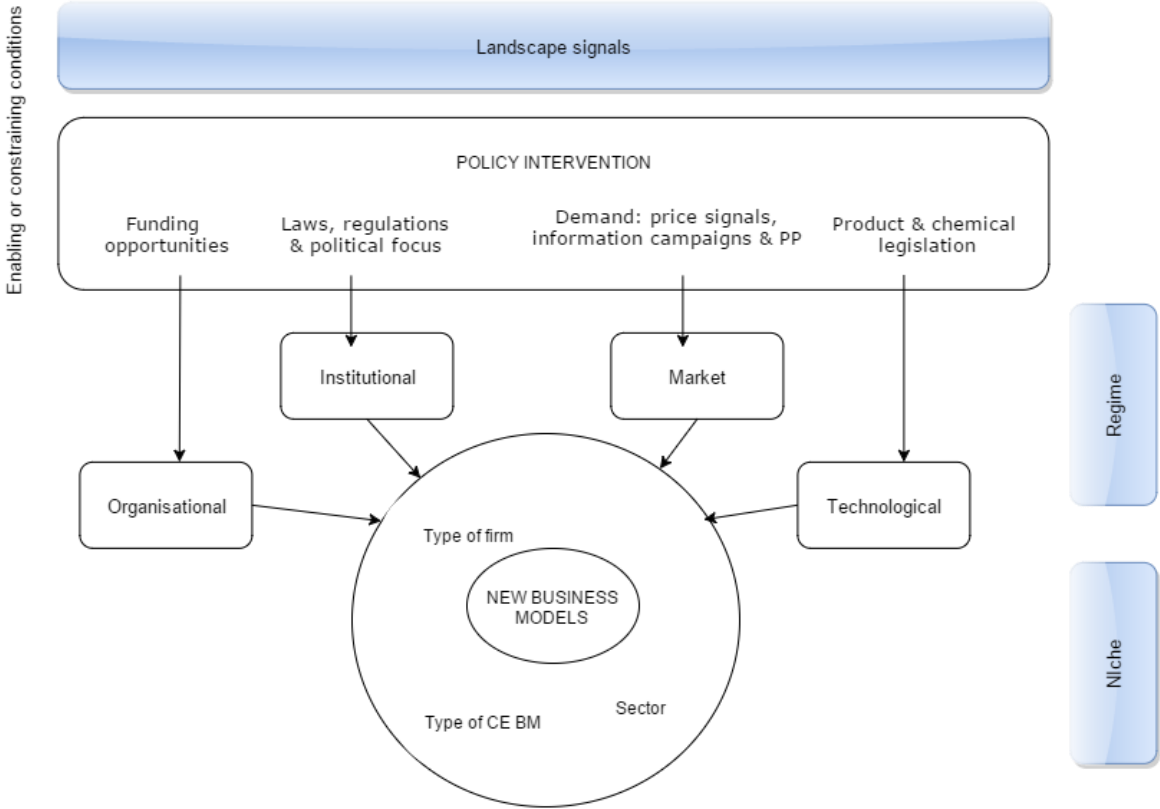 Enabling or constraining conditions
Landscape signals
POLICY INTERVENTION
Funding
opportunities
Laws, regulations
& political focus
Demand: price signals,
information campaigns & PP
Product & chemical
legislation
Institutional
Market
Regime
Organisational
Technological
Type of firm
NEW BUSINESS
MODELS
NIche
Sector
Type of CE BM